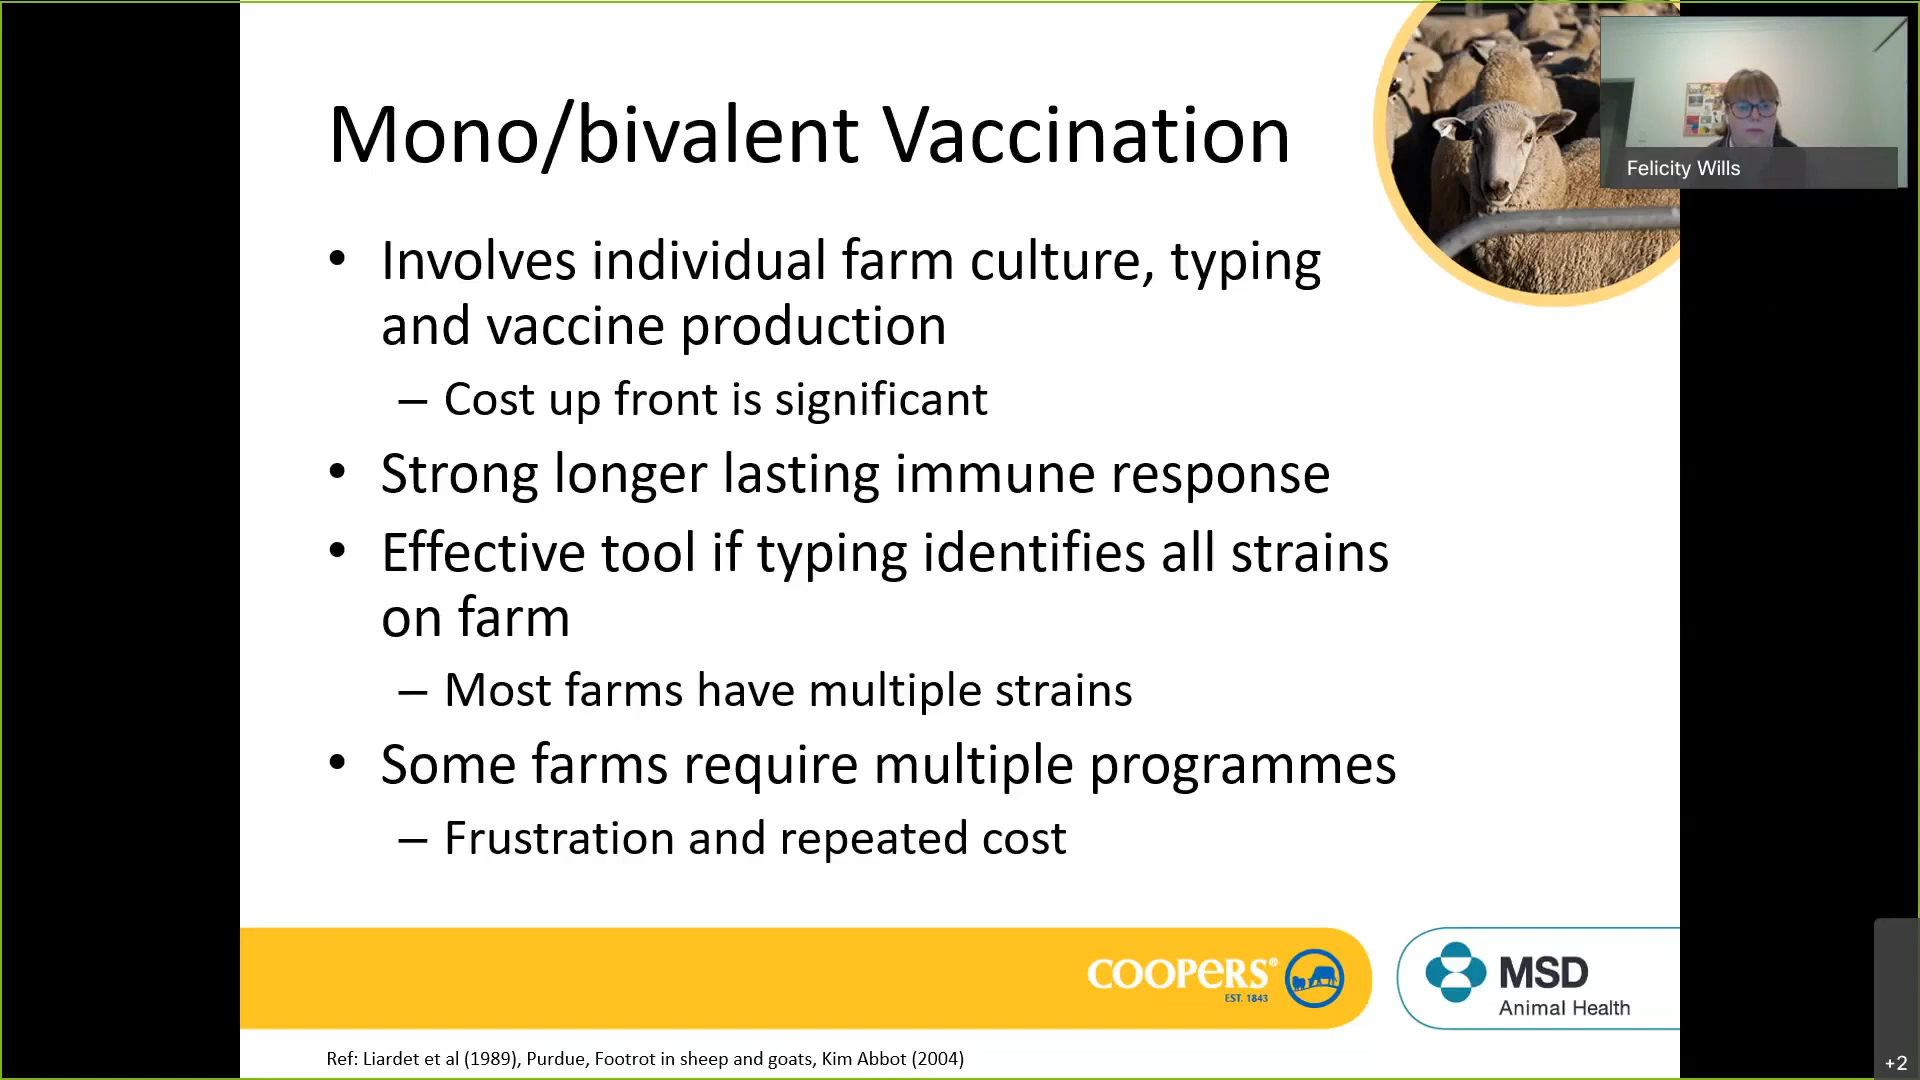 Mono/bivalent Vaccination
Felicity Wills
• Involves individual farm culture, typing
and vaccine production
– Cost up front is significant
• Strong longer lasting immune response
• Effective tool if typing identifies all strains
on farm
– Most farms have multiple strains
• Some farms require multiple programmes
– Frustration and repeated cost
COOPERS®
EST. 1843
MSD
Animal Health
Ref: Liardet et al (1989), Purdue, Footrot in sheep and goats, Kim Abbot (2004)
+2